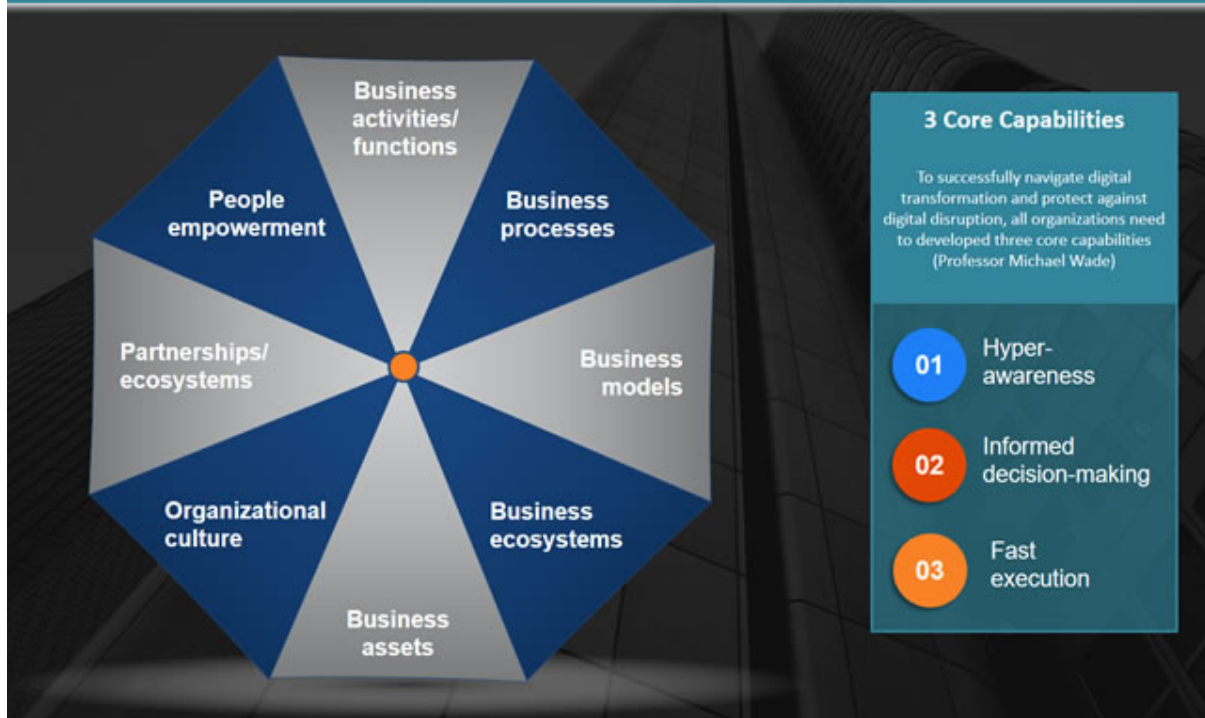 Business
activities/
functions
Business
processes
Business
models
Business
ecosystems
Business
assets
Organizational
culture
Partnerships/
ecosystems
People
empowerment
3 Core Capabilities
To successfully navigate digital
transformation and protect against
digital disruption, all organizations need
to developed three core capabilities
(Professor Michael Wade)
01
Hyper-
awareness
02
Informed
decision-making
03
Fast
execution